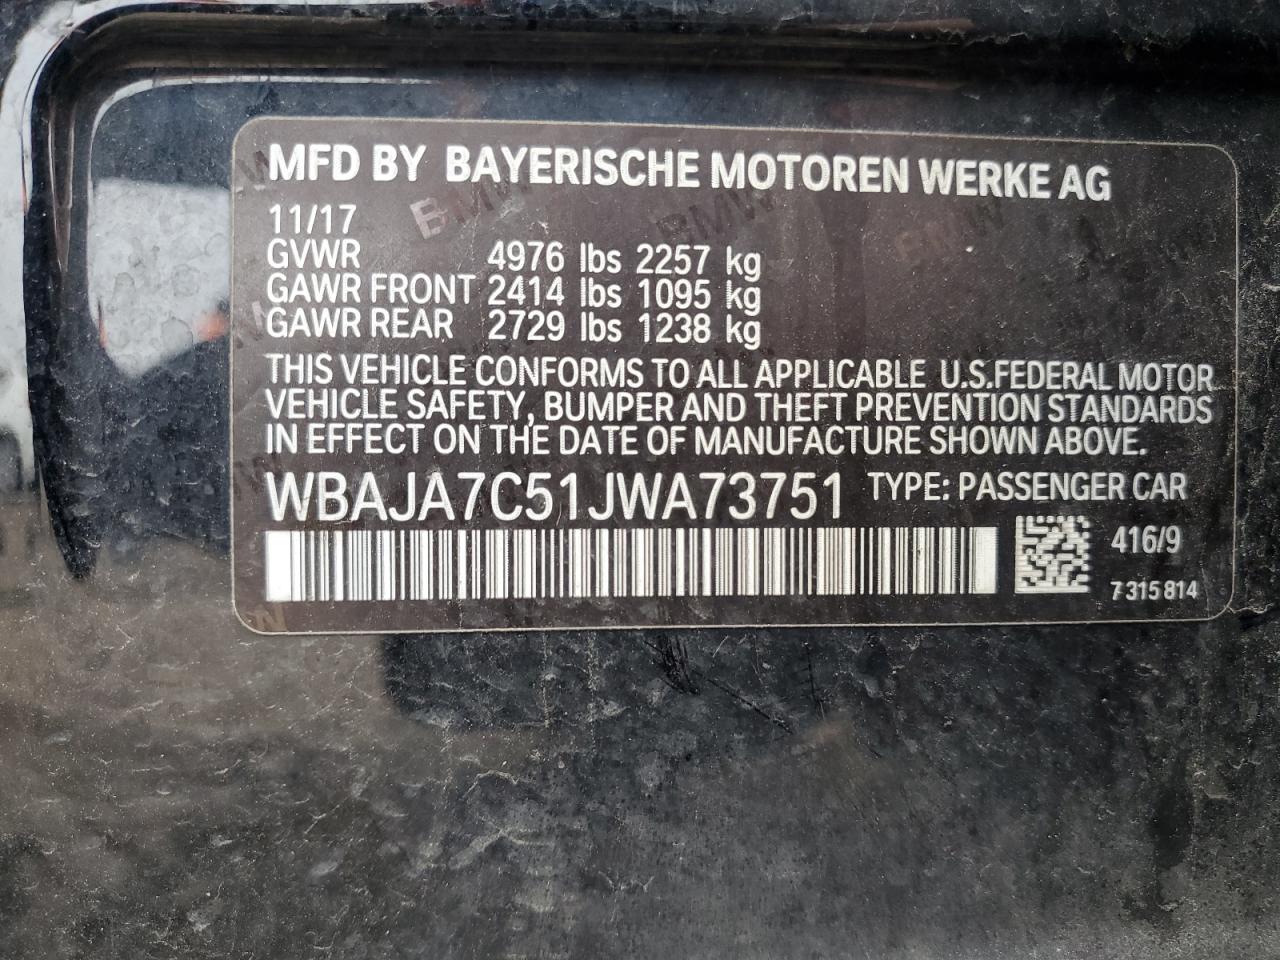 MFD BY BAYERISCHE MOTOREN WERKE AG
11/17
GVWR 4976 lbs 2257 kg
GAWR FRONT 2414 lbs 1095 kg
GAWR REAR 2729 lbs 1238 kg
THIS VEHICLE CONFORMS TO ALL APPLICABLE U.S.FEDERAL MOTOR
VEHICLE SAFETY, BUMPER AND THEFT PREVENTION STANDARDS
IN EFFECT ON THE DATE OF MANUFACTURE SHOWN ABOVE.
WBAJA7C51JWA73751 TYPE: PASSENGER CAR
416/9
7 315 814
BMW
BMW
BMW